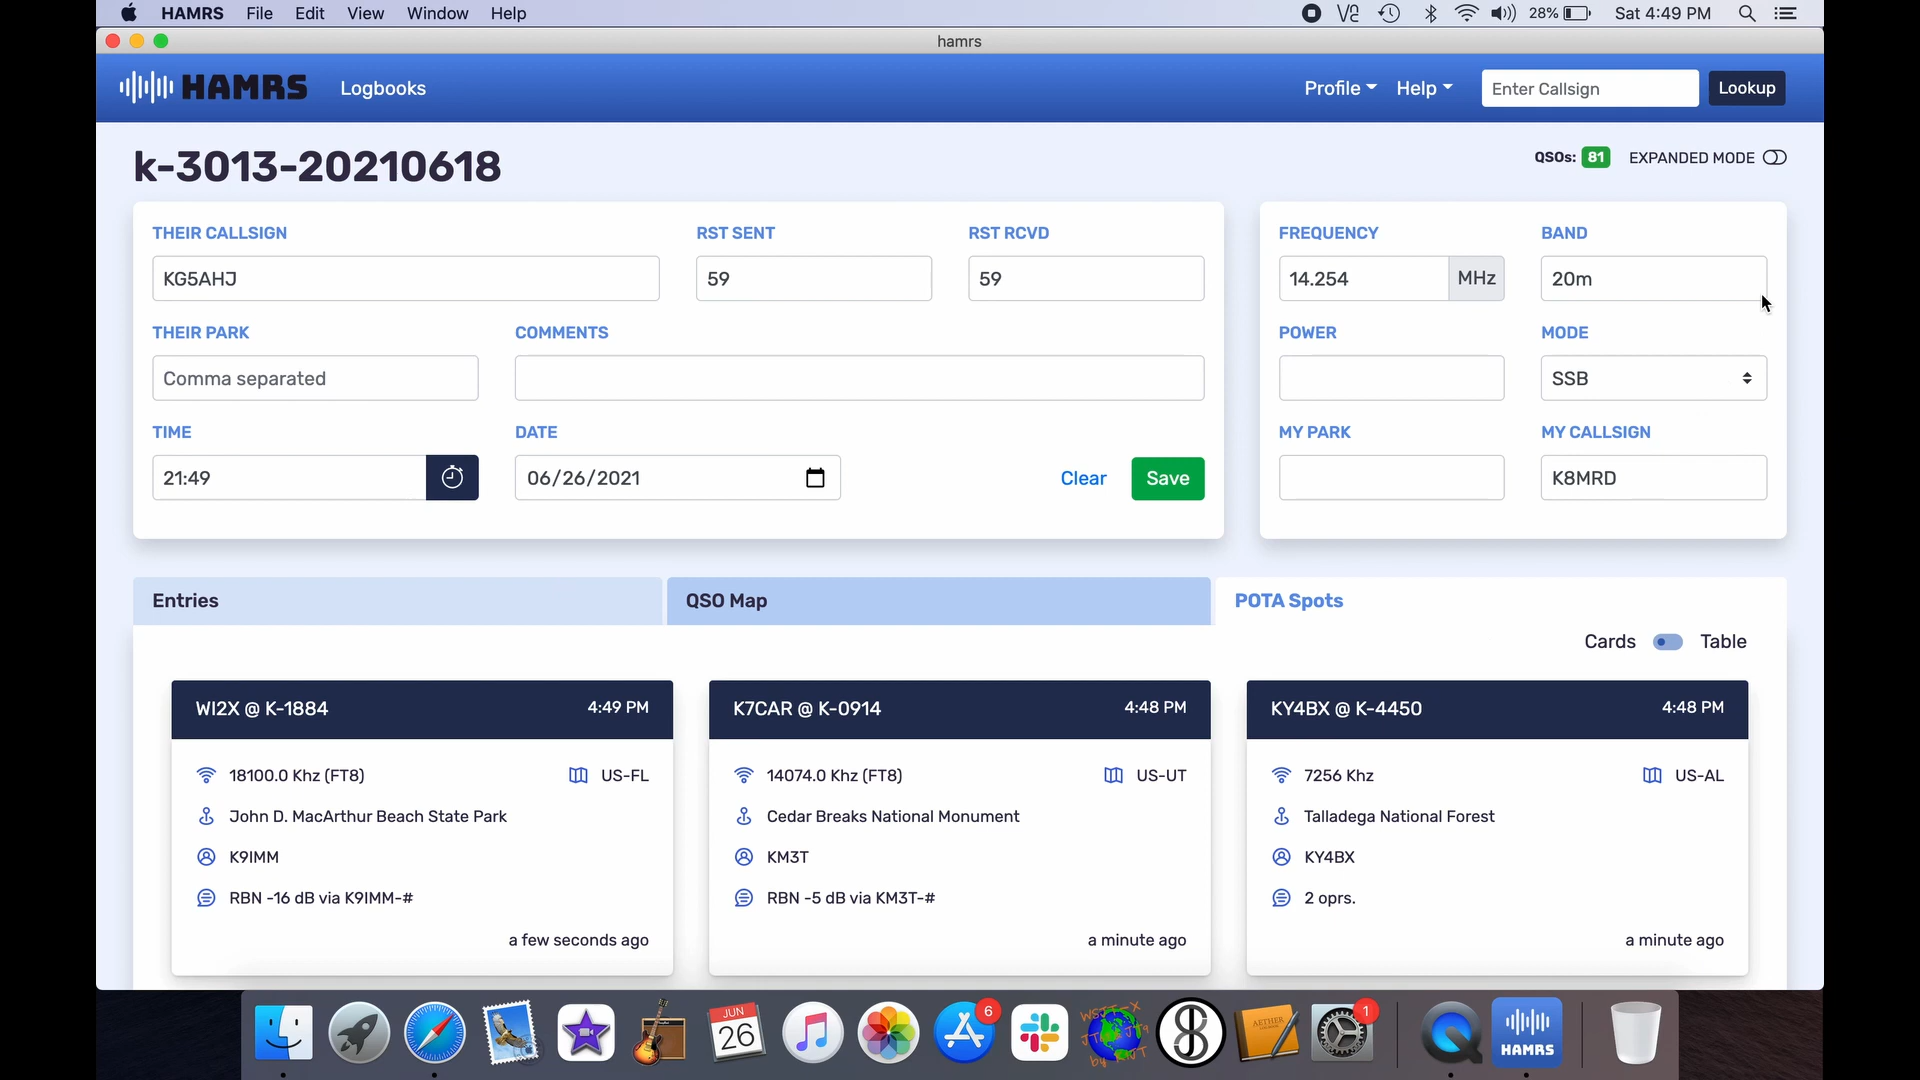 HAMRS File Edit View Window Help 28% Sat 4:49 PM
hamrs
HAMRS Logbooks Profile Help Enter Callsign Lookup
k-3013-20210618 QSOs: 81 EXPANDED MODE
THEIR CALLSIGN RST SENT RST RCVD FREQUENCY BAND
KG5AHJ 59 59 14.254 MHz 20m
THEIR PARK COMMENTS POWER MODE
Comma separated SSB
TIME DATE MY PARK MY CALLSIGN
21:49 06/26/2021 Clear Save K8MRD
Entries QSO Map POTA Spots
Cards Table
WI2X @ K-1884 4:49 PM
18100.0 Khz (FT8) US-FL
John D. MacArthur Beach State Park
K9IMM
RBN -16 dB via K9IMM-#
a few seconds ago
K7CAR @ K-0914 4:48 PM
14074.0 Khz (FT8) US-UT
Cedar Breaks National Monument
KM3T
RBN -5 dB via KM3T-#
a minute ago
KY4BX @ K-4450 4:48 PM
7256 Khz US-AL
Talladega National Forest
KY4BX
2 oprs.
a minute ago
JUN
26
6
AETHER
1
HAMRS